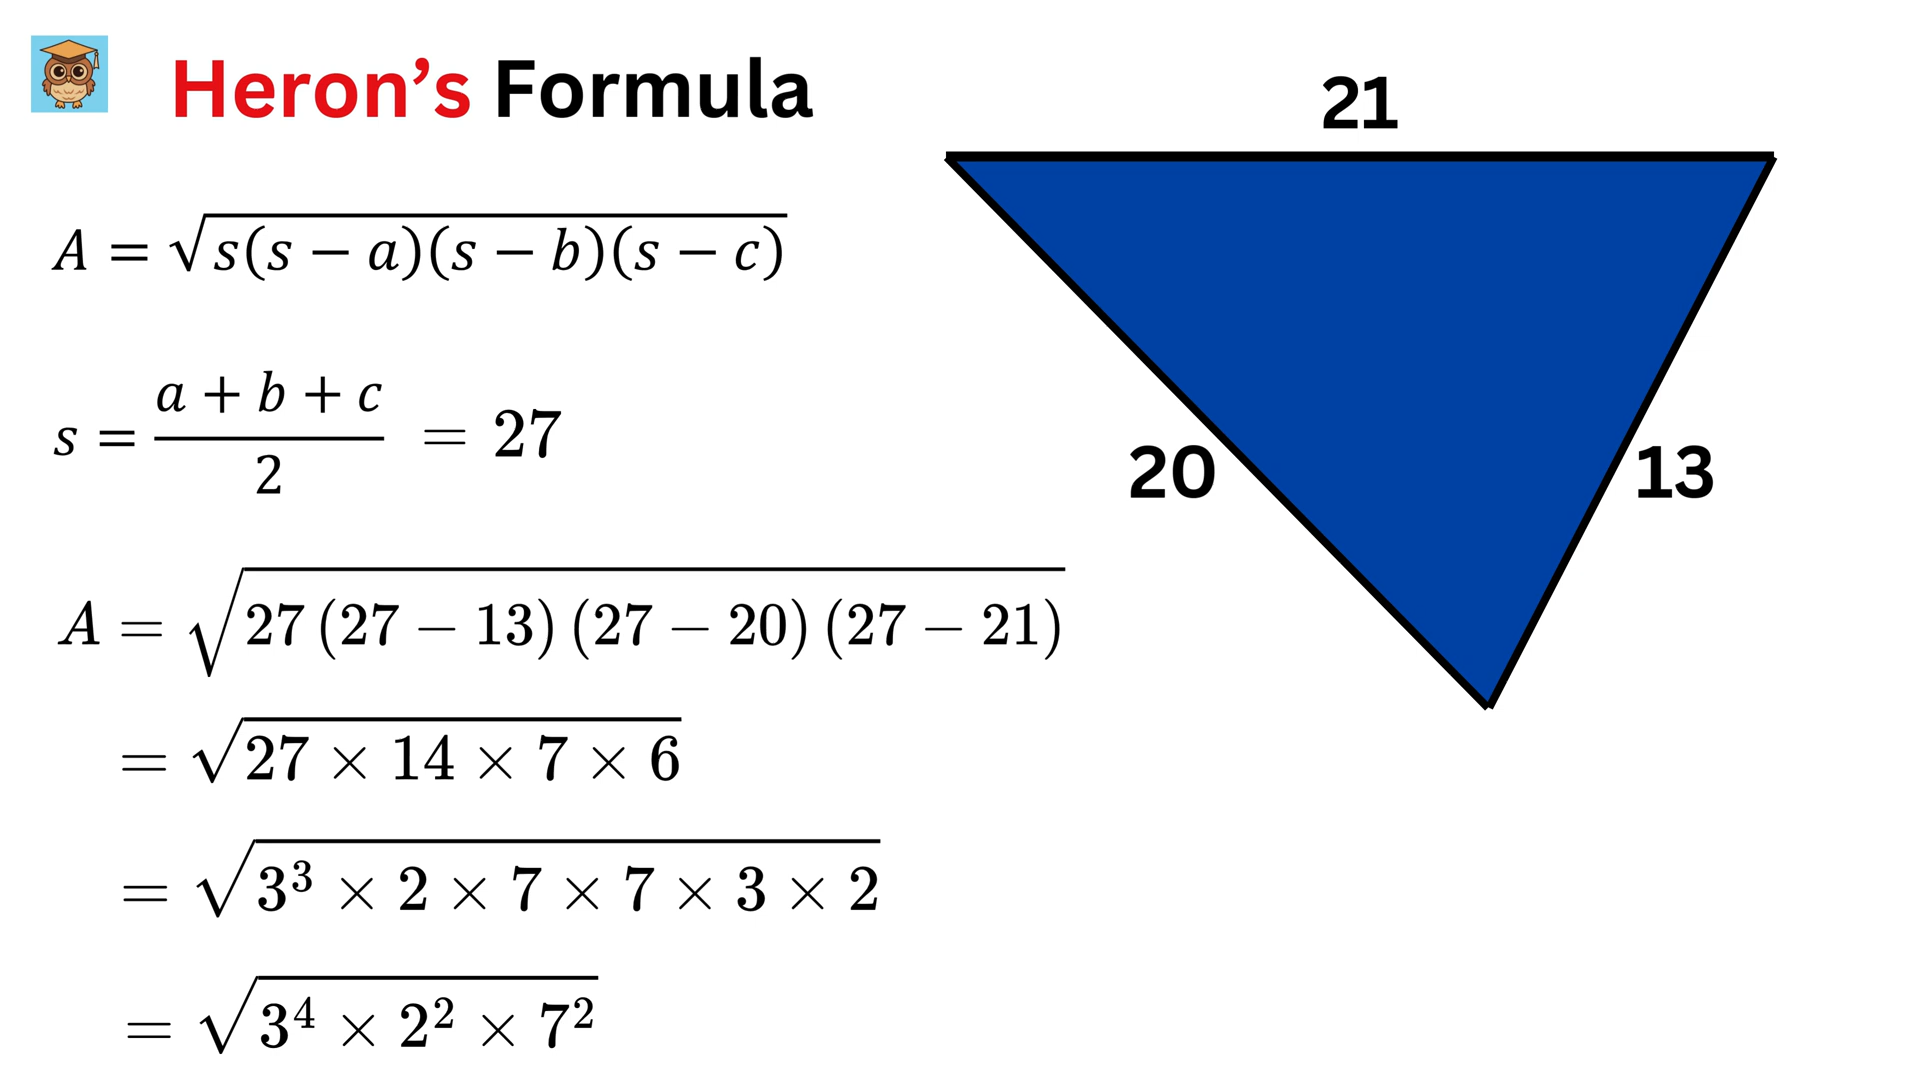 Heron's Formula
A = √s(s − a)(s − b)(s − c)
s = a + b + c / 2 = 27
A = √27 (27 − 13) (27 − 20) (27 − 21)
= √27 × 14 × 7 × 6
= √3³ × 2 × 7 × 7 × 3 × 2
= √3⁴ × 2² × 7²
21
20
13